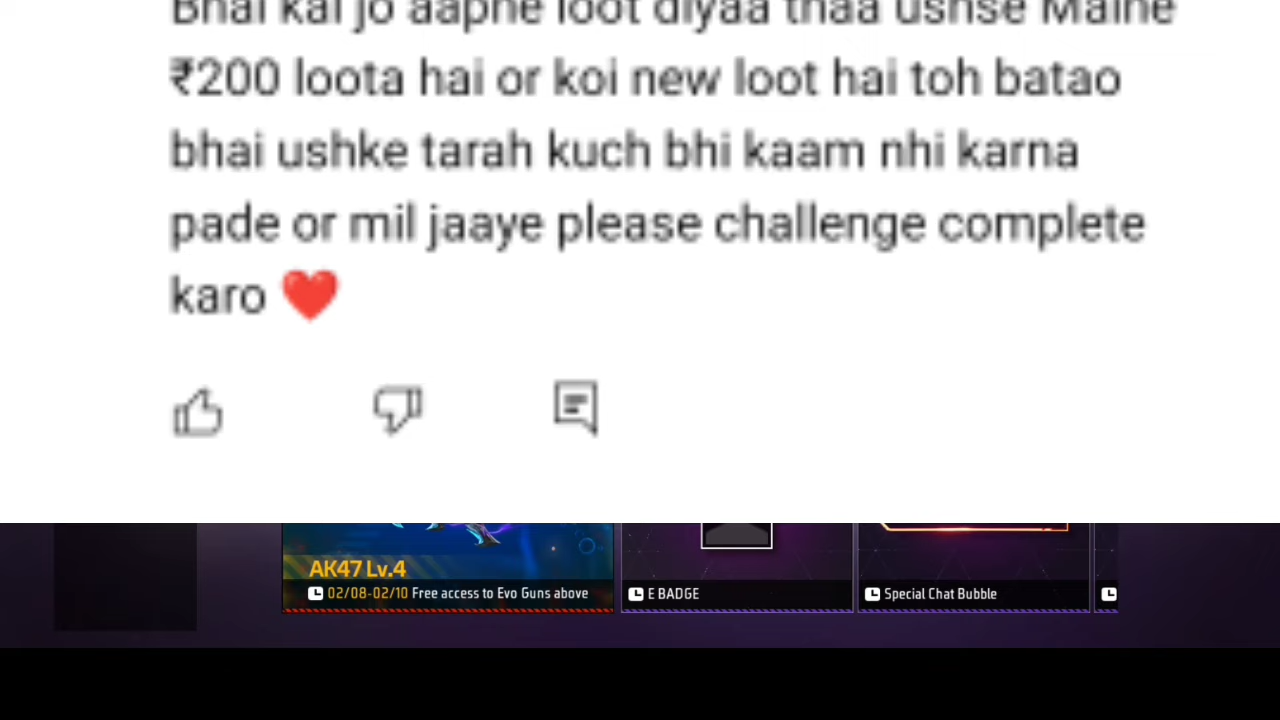 Bhai kal jo aapne loot diyaa thaa ushse Maine
₹200 loota hai or koi new loot hai toh batao
bhai ushke tarah kuch bhi kaam nhi karna
pade or mil jaaye please challenge complete
karo ❤️
AK47 Lv.4
02/08-02/10 Free access to Evo Guns above
E BADGE
Special Chat Bubble